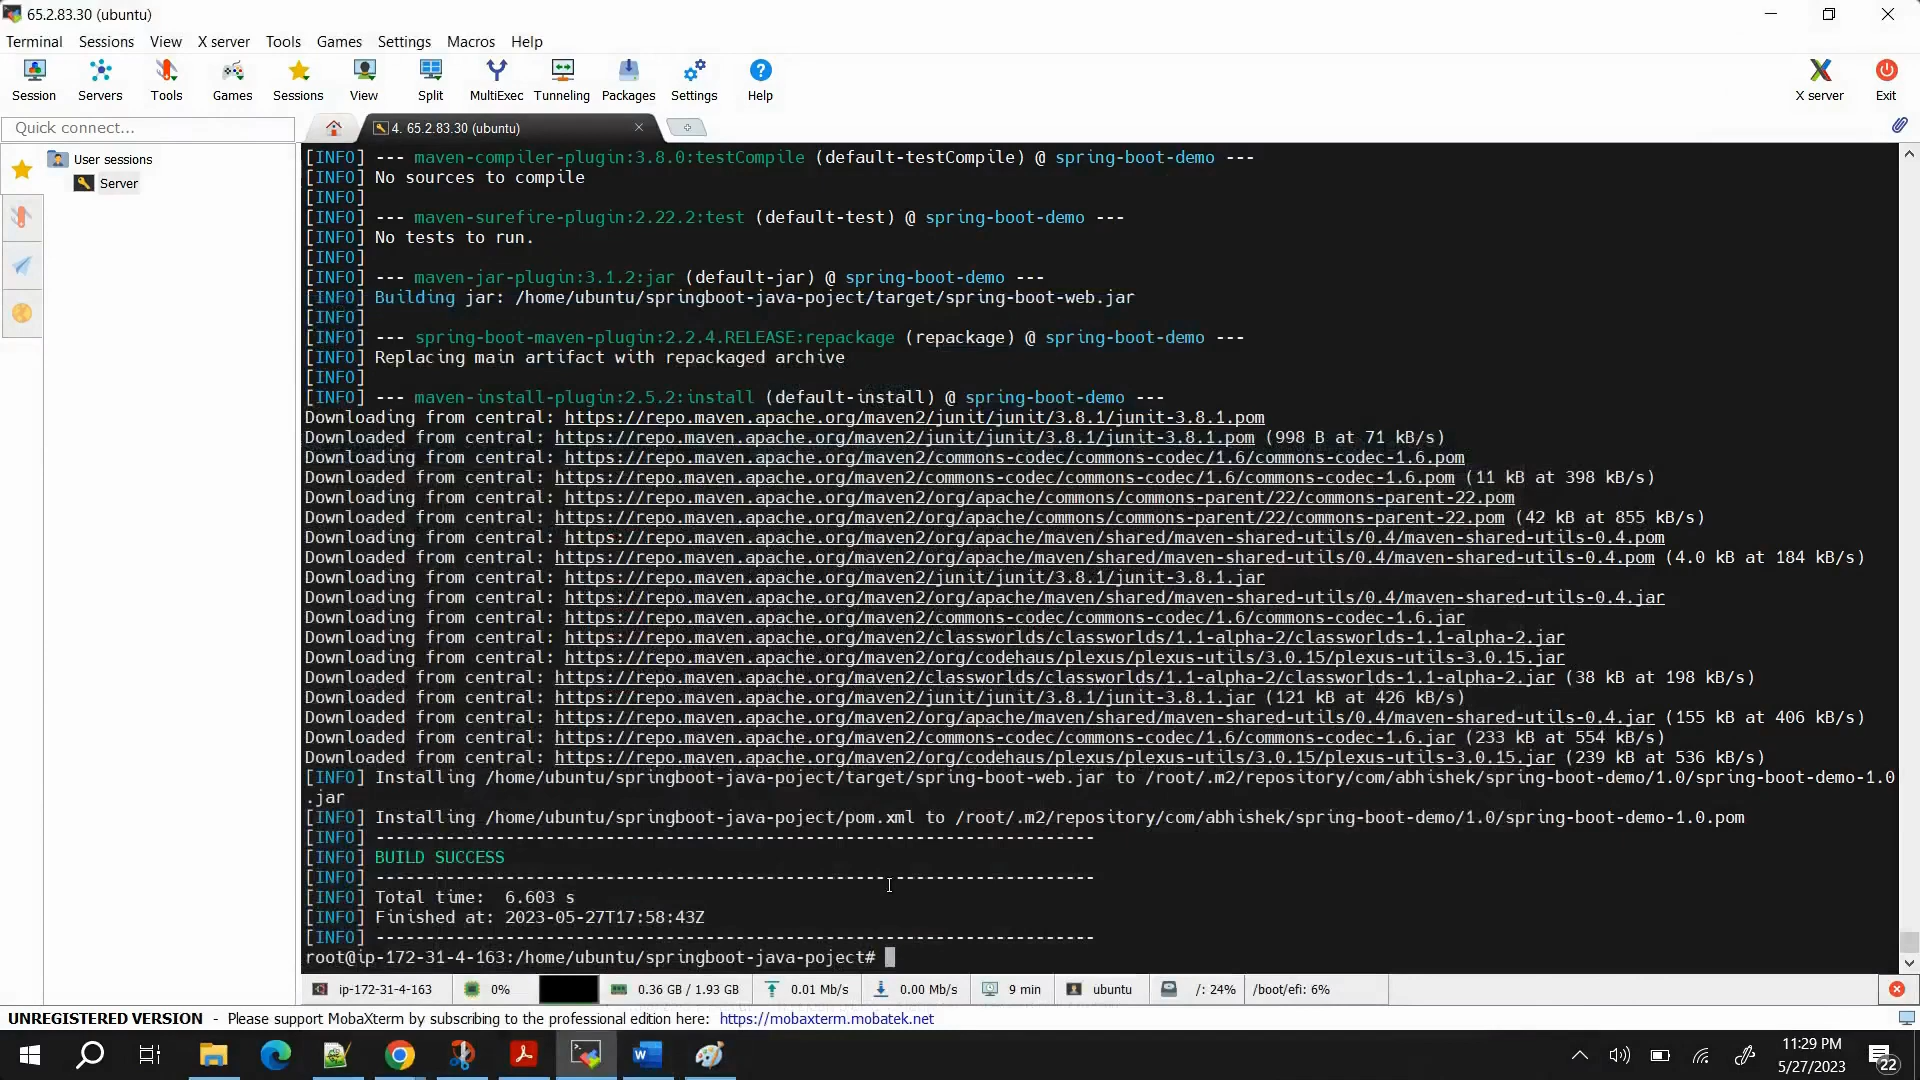 65.2.83.30 (ubuntu)
Terminal Sessions View X server Tools Games Settings Macros Help
Session Servers Tools Games Sessions View Split MultiExec Tunneling Packages Settings Help X server Exit
Quick connect...
4. 65.2.83.30 (ubuntu)
User sessions
Server
[INFO] --- maven-compiler-plugin:3.8.0:testCompile (default-testCompile) @ spring-boot-demo ---
[INFO] No sources to compile
[INFO]
[INFO] --- maven-surefire-plugin:2.22.2:test (default-test) @ spring-boot-demo ---
[INFO] No tests to run.
[INFO]
[INFO] --- maven-jar-plugin:3.1.2:jar (default-jar) @ spring-boot-demo ---
[INFO] Building jar: /home/ubuntu/springboot-java-poject/target/spring-boot-web.jar
[INFO]
[INFO] --- spring-boot-maven-plugin:2.2.4.RELEASE:repackage (repackage) @ spring-boot-demo ---
[INFO] Replacing main artifact with repackaged archive
[INFO]
[INFO] --- maven-install-plugin:2.5.2:install (default-install) @ spring-boot-demo ---
Downloading from central: https://repo.maven.apache.org/maven2/junit/junit/3.8.1/junit-3.8.1.pom
Downloaded from central: https://repo.maven.apache.org/maven2/junit/junit/3.8.1/junit-3.8.1.pom (998 B at 71 kB/s)
Downloading from central: https://repo.maven.apache.org/maven2/commons-codec/commons-codec/1.6/commons-codec-1.6.pom
Downloaded from central: https://repo.maven.apache.org/maven2/commons-codec/commons-codec/1.6/commons-codec-1.6.pom (11 kB at 398 kB/s)
Downloading from central: https://repo.maven.apache.org/maven2/org/apache/commons/commons-parent/22/commons-parent-22.pom
Downloaded from central: https://repo.maven.apache.org/maven2/org/apache/commons/commons-parent/22/commons-parent-22.pom (42 kB at 855 kB/s)
Downloading from central: https://repo.maven.apache.org/maven2/org/apache/maven/shared/maven-shared-utils/0.4/maven-shared-utils-0.4.pom
Downloaded from central: https://repo.maven.apache.org/maven2/org/apache/maven/shared/maven-shared-utils/0.4/maven-shared-utils-0.4.pom (4.0 kB at 184 kB/s)
Downloading from central: https://repo.maven.apache.org/maven2/junit/junit/3.8.1/junit-3.8.1.jar
Downloading from central: https://repo.maven.apache.org/maven2/org/apache/maven/shared/maven-shared-utils/0.4/maven-shared-utils-0.4.jar
Downloading from central: https://repo.maven.apache.org/maven2/commons-codec/commons-codec/1.6/commons-codec-1.6.jar
Downloading from central: https://repo.maven.apache.org/maven2/classworlds/classworlds/1.1-alpha-2/classworlds-1.1-alpha-2.jar
Downloading from central: https://repo.maven.apache.org/maven2/org/codehaus/plexus/plexus-utils/3.0.15/plexus-utils-3.0.15.jar
Downloaded from central: https://repo.maven.apache.org/maven2/classworlds/classworlds/1.1-alpha-2/classworlds-1.1-alpha-2.jar (38 kB at 198 kB/s)
Downloaded from central: https://repo.maven.apache.org/maven2/junit/junit/3.8.1/junit-3.8.1.jar (121 kB at 426 kB/s)
Downloaded from central: https://repo.maven.apache.org/maven2/org/apache/maven/shared/maven-shared-utils/0.4/maven-shared-utils-0.4.jar (155 kB at 406 kB/s)
Downloaded from central: https://repo.maven.apache.org/maven2/commons-codec/commons-codec/1.6/commons-codec-1.6.jar (233 kB at 554 kB/s)
Downloaded from central: https://repo.maven.apache.org/maven2/org/codehaus/plexus/plexus-utils/3.0.15/plexus-utils-3.0.15.jar (239 kB at 536 kB/s)
[INFO] Installing /home/ubuntu/springboot-java-poject/target/spring-boot-web.jar to /root/.m2/repository/com/abhishek/spring-boot-demo/1.0/spring-boot-demo-1.0
.jar
[INFO] Installing /home/ubuntu/springboot-java-poject/pom.xml to /root/.m2/repository/com/abhishek/spring-boot-demo/1.0/spring-boot-demo-1.0.pom
[INFO] ------------------------------------------------------------------------
[INFO] BUILD SUCCESS
[INFO] ------------------------------------------------------------------------
[INFO] Total time:  6.603 s
[INFO] Finished at: 2023-05-27T17:58:43Z
[INFO] ------------------------------------------------------------------------
root@ip-172-31-4-163:/home/ubuntu/springboot-java-poject#
ip-172-31-4-163 0% 0.36 GB / 1.93 GB 0.01 Mb/s 0.00 Mb/s 9 min ubuntu /: 24% /boot/efi: 6%
UNREGISTERED VERSION - Please support MobaXterm by subscribing to the professional edition here: https://mobaxterm.mobatek.net
11:29 PM
5/27/2023
22